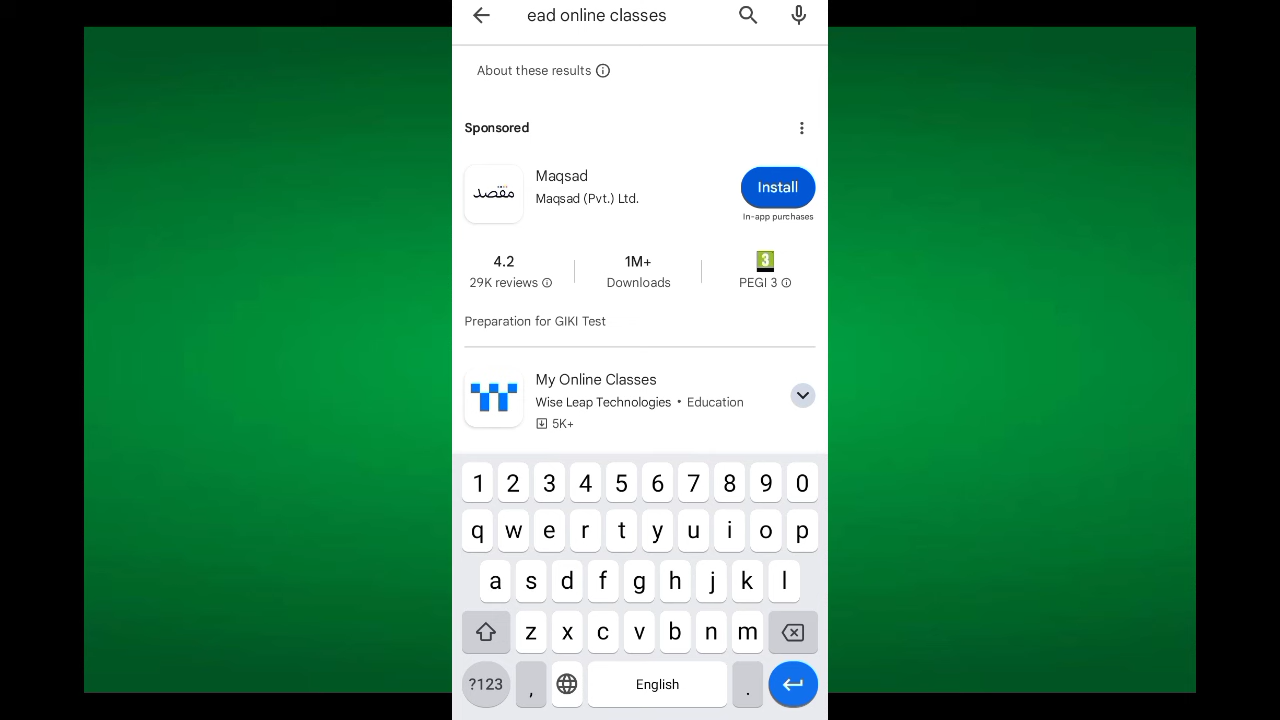 ead online classes
About these results
Sponsored
Maqsad
Maqsad (Pvt.) Ltd.
مقصد
Install
In-app purchases
4.2
29K reviews
1M+
Downloads
3
PEGI 3
Preparation for GIKI Test
My Online Classes
Wise Leap Technologies • Education
5K+
1 2 3 4 5 6 7 8 9 0
q w e r t y u i o p
a s d f g h j k l
z x c v b n m
?123 , English .